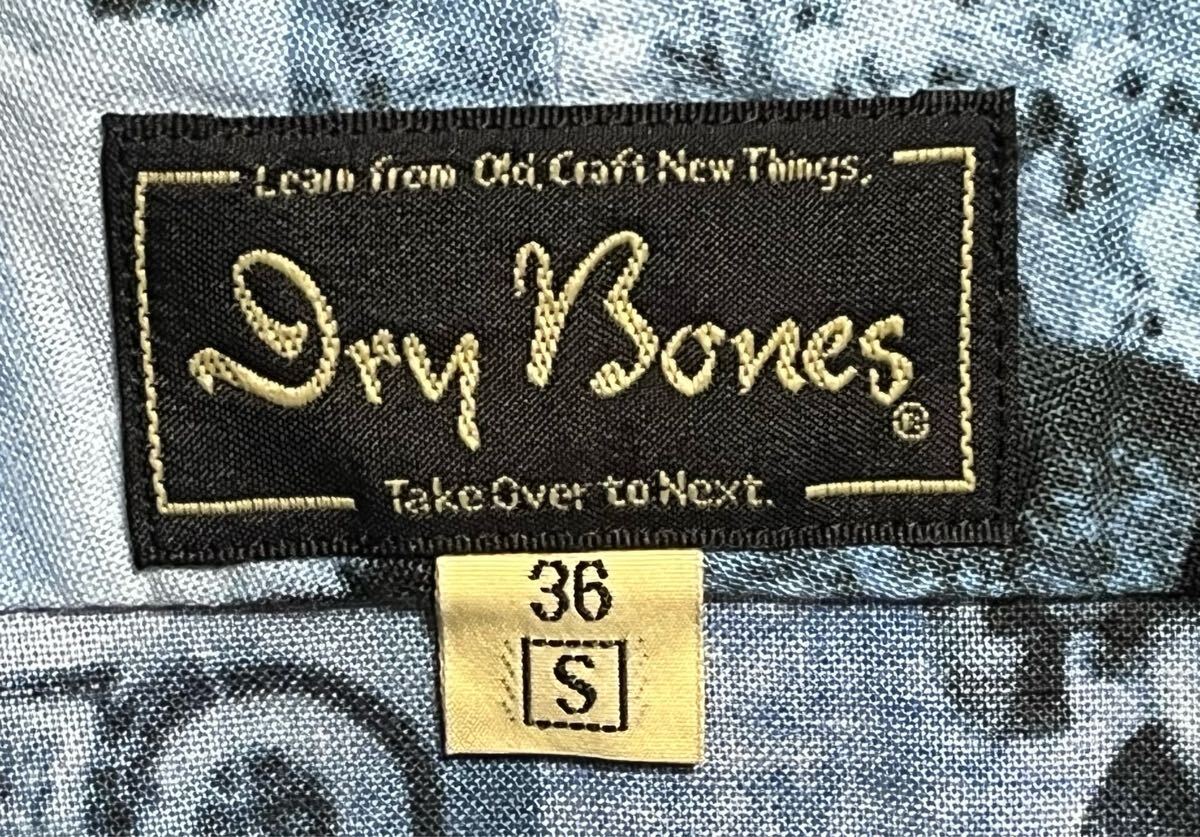 Learn from Old, Craft New Things.
Dry Bones
®
Take Over to Next.
36
S